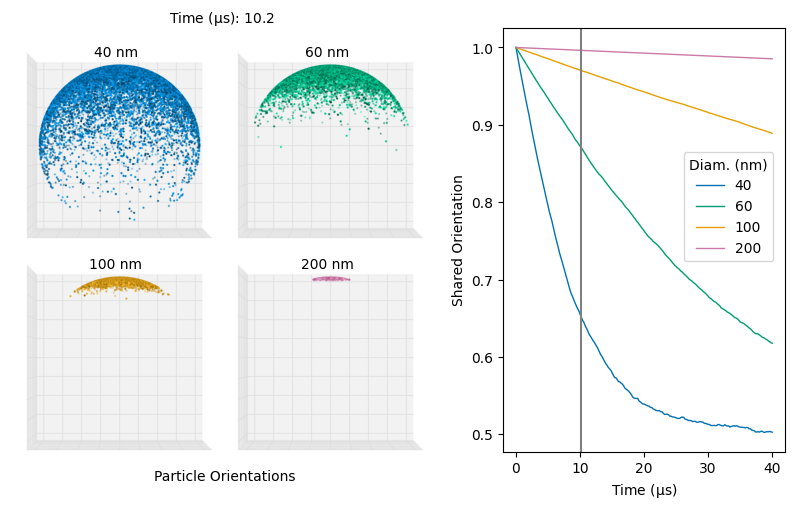 Time (µs): 10.2
40 nm
60 nm
100 nm
200 nm
Particle Orientations
Shared Orientation
1.0
0.9
0.8
0.7
0.6
0.5
Diam. (nm)
40
60
100
200
0 10 20 30 40
Time (µs)